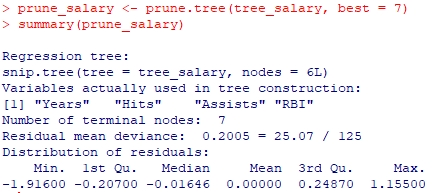 > prune_salary <- prune.tree(tree_salary, best = 7)
> summary(prune_salary)
Regression tree:
snip.tree(tree = tree_salary, nodes = 6L)
Variables actually used in tree construction:
[1] "Years"   "Hits"    "Assists" "RBI"
Number of terminal nodes:  7
Residual mean deviance:  0.2005 = 25.07 / 125
Distribution of residuals:
    Min.  1st Qu.   Median     Mean  3rd Qu.     Max.
-1.91600 -0.20700 -0.01646  0.00000  0.24870  1.15500